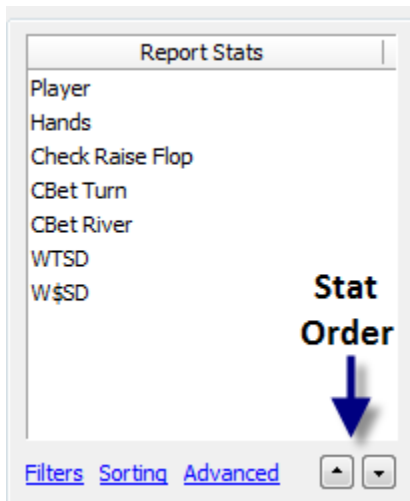 Report Stats
Player
Hands
Check Raise Flop
CBet Turn
CBet River
WTSD
W$SD
Stat
Order
Filters Sorting Advanced